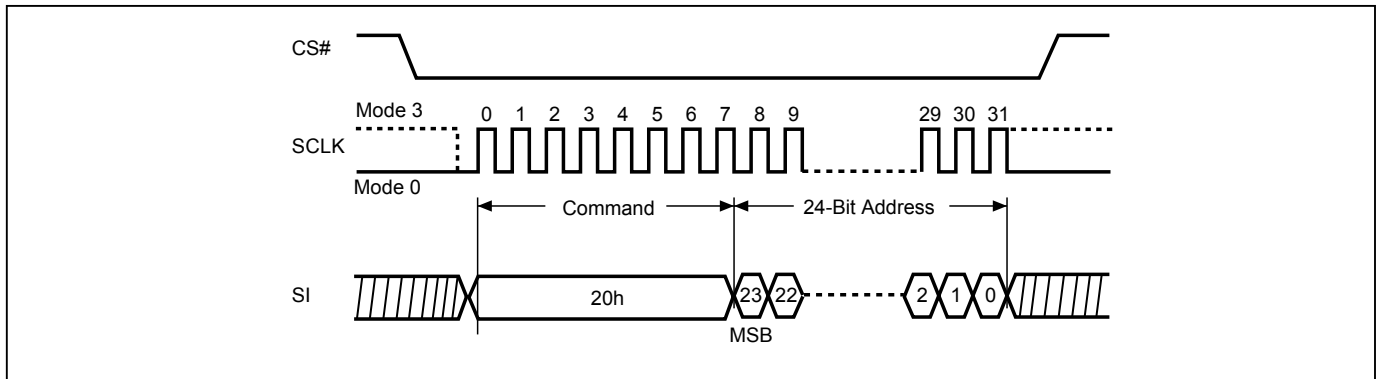 CS#
Mode 3
0 1 2 3 4 5 6 7 8 9 29 30 31
SCLK
Mode 0
Command 24-Bit Address
SI 20h 23 22 2 1 0
MSB